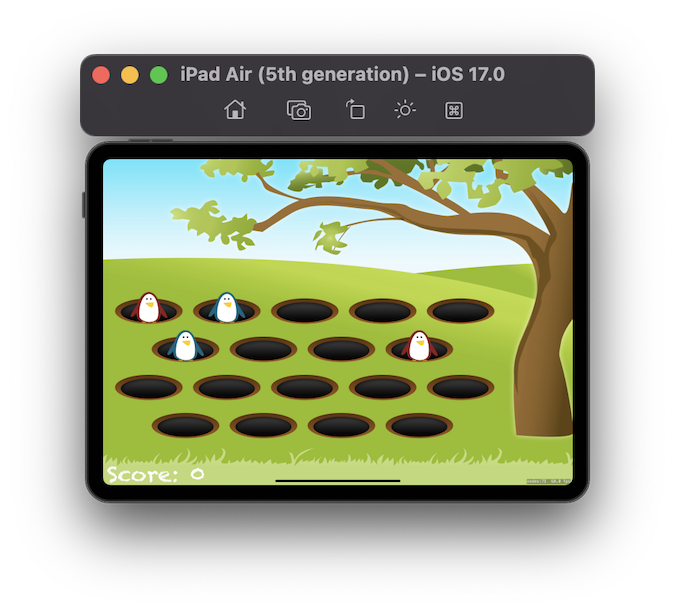 iPad Air (5th generation) – iOS 17.0
Score: 0